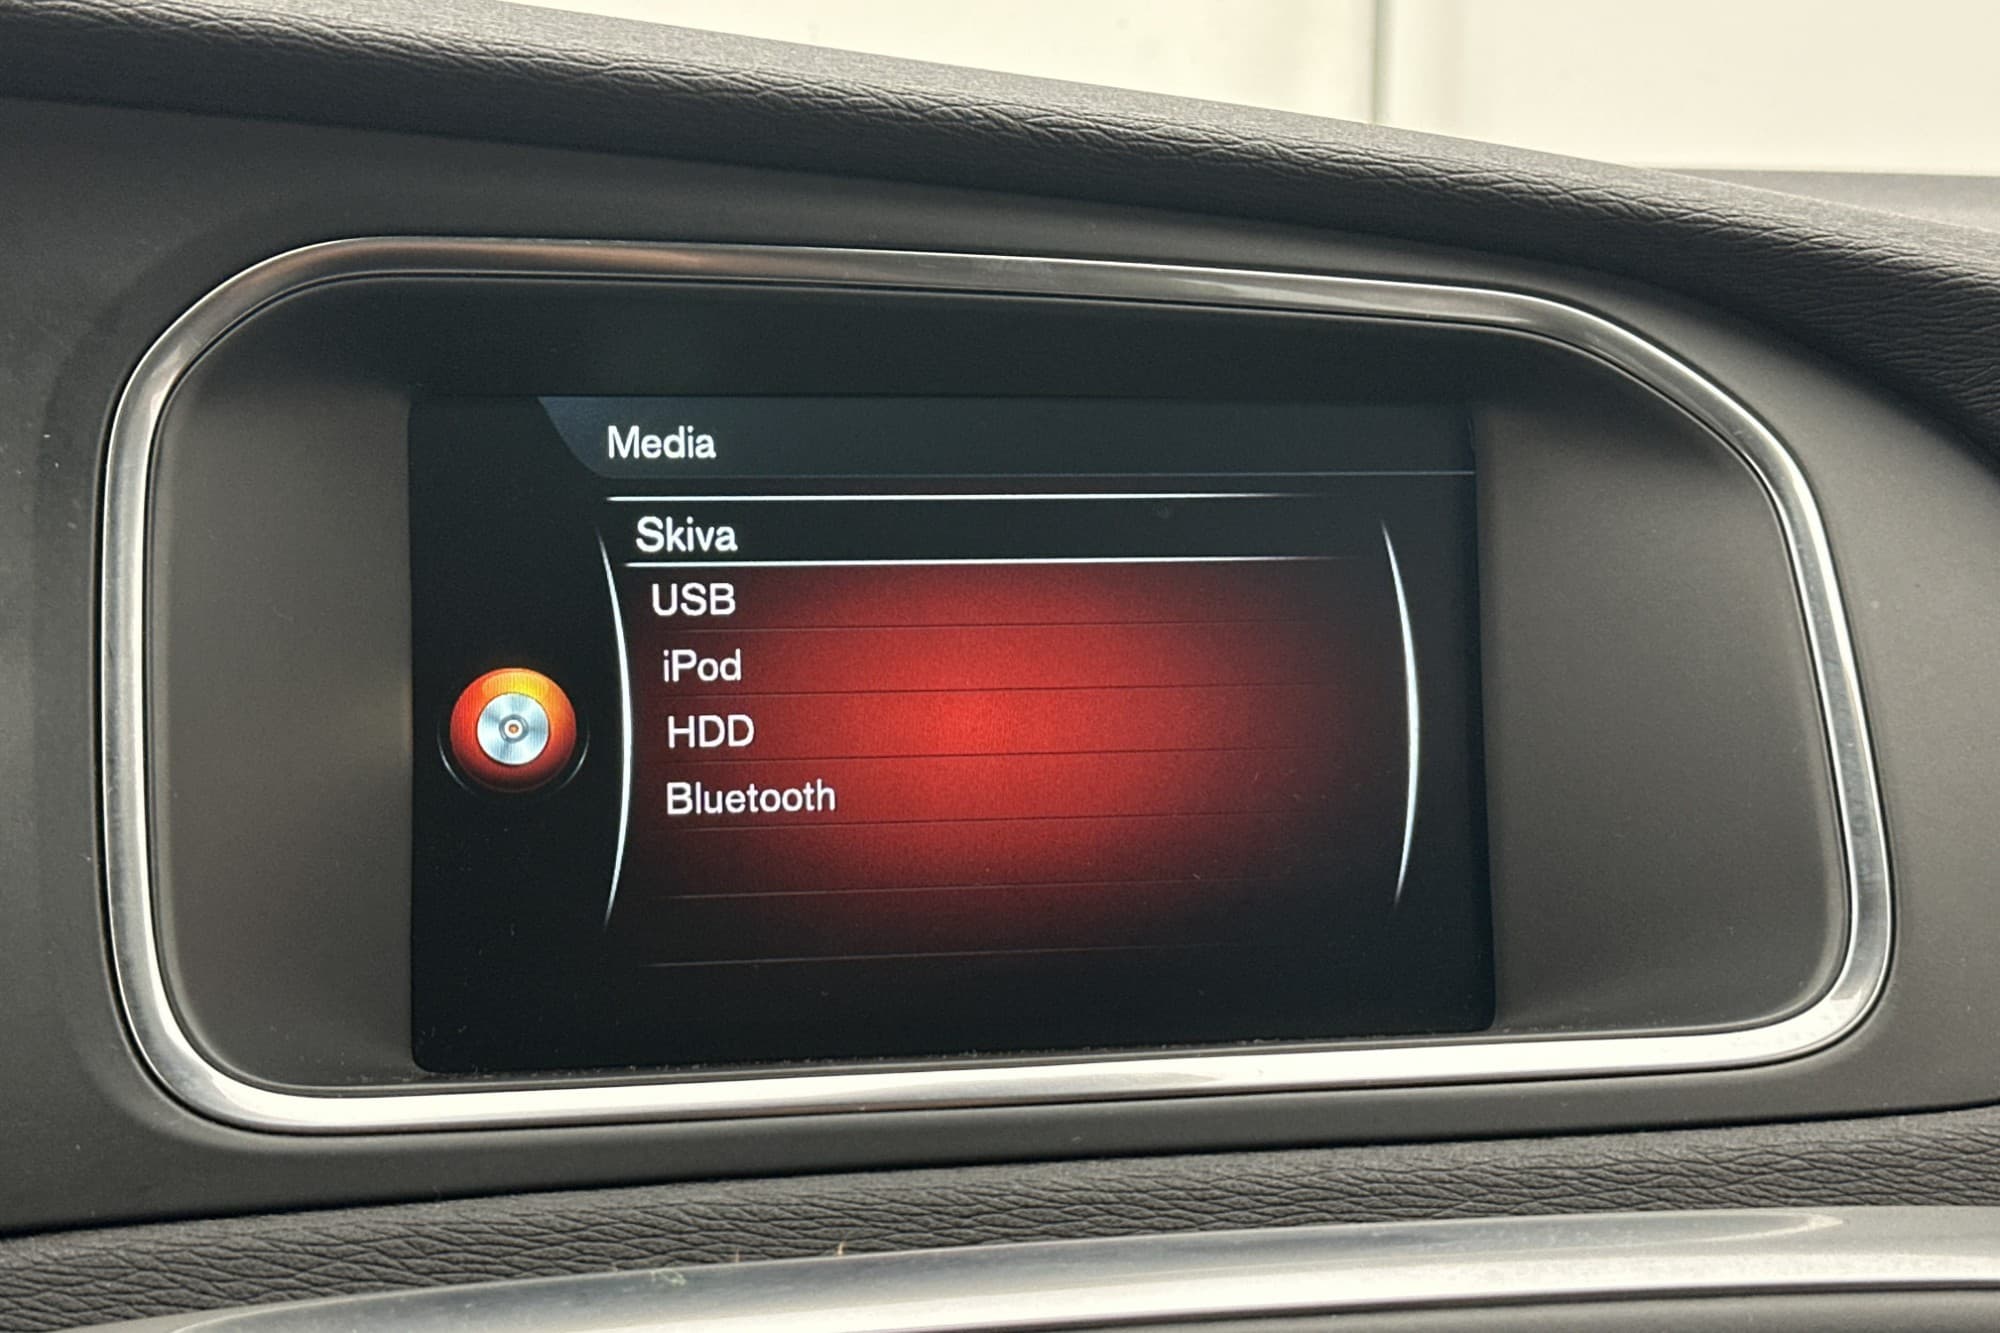 Media
Skiva
USB
iPod
HDD
Bluetooth